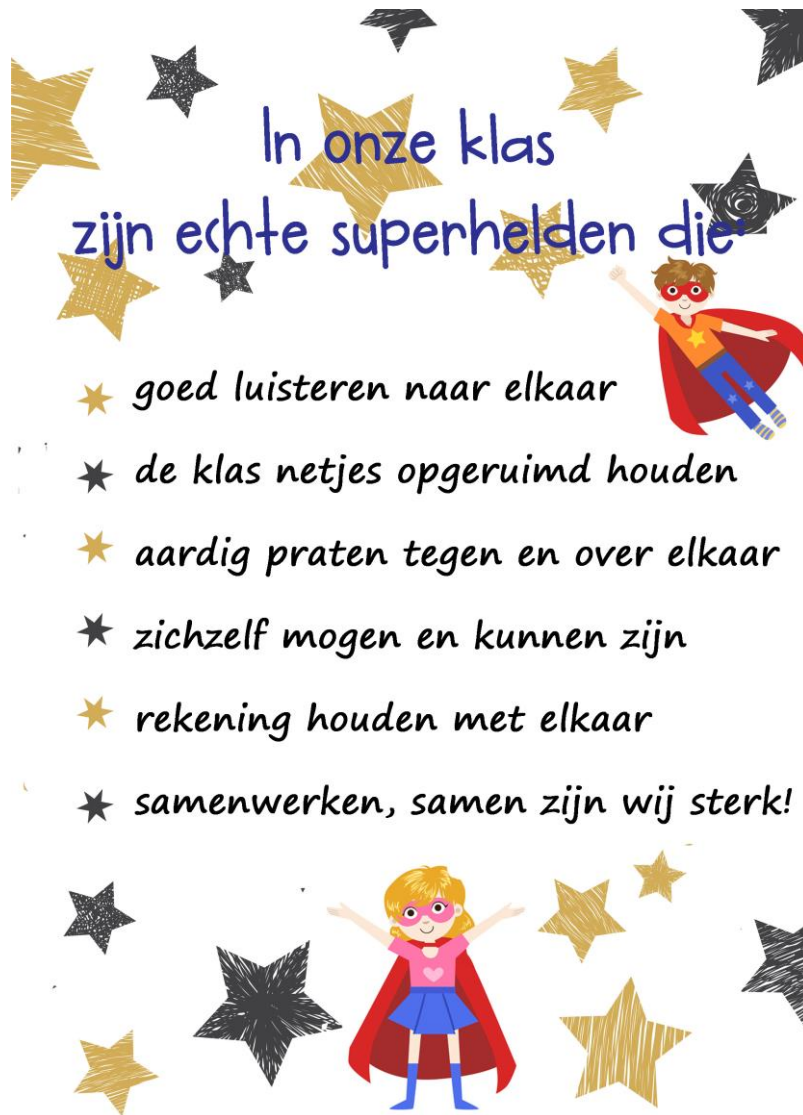 In onze klas
zijn echte superhelden die:
goed luisteren naar elkaar
de klas netjes opgeruimd houden
aardig praten tegen en over elkaar
zichzelf mogen en kunnen zijn
rekening houden met elkaar
samenwerken, samen zijn wij sterk!